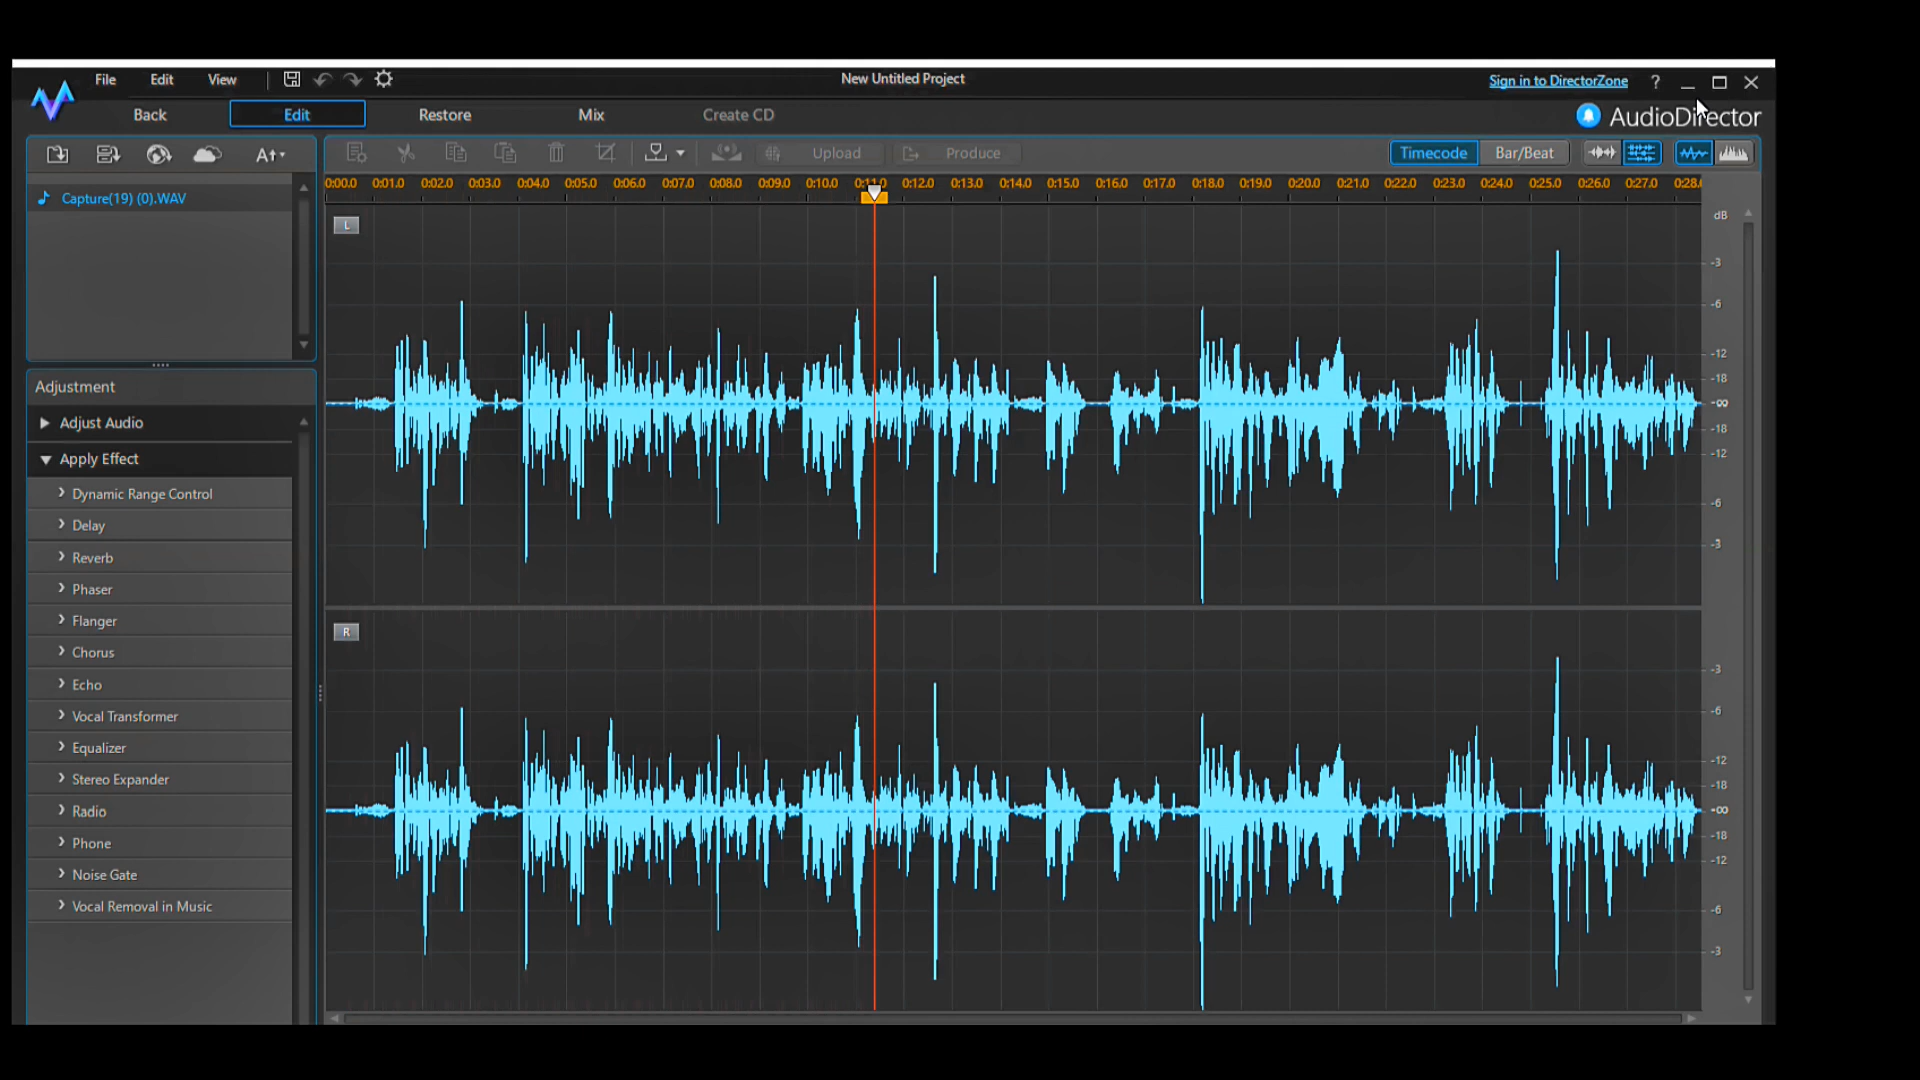 File Edit View New Untitled Project Sign in to DirectorZone ?
Back Edit Restore Mix Create CD AudioDirector
A Upload Produce Timecode Bar/Beat
0:00.0 0:01.0 0:02.0 0:03.0 0:04.0 0:05.0 0:06.0 0:07.0 0:08.0 0:09.0 0:10.0 0:11.0 0:12.0 0:13.0 0:14.0 0:15.0 0:16.0 0:17.0 0:18.0 0:19.0 0:20.0 0:21.0 0:22.0 0:23.0 0:24.0 0:25.0 0:26.0 0:27.0 0:28.
Capture(19) (0).WAV
L
dB
-3
-6
-12
-18
-∞
-18
-12
-6
-3
Adjustment
Adjust Audio
Apply Effect
Dynamic Range Control
Delay
Reverb
Phaser
Flanger
Chorus
Echo
Vocal Transformer
Equalizer
Stereo Expander
Radio
Phone
Noise Gate
Vocal Removal in Music
R
-3
-6
-12
-18
-∞
-18
-12
-6
-3